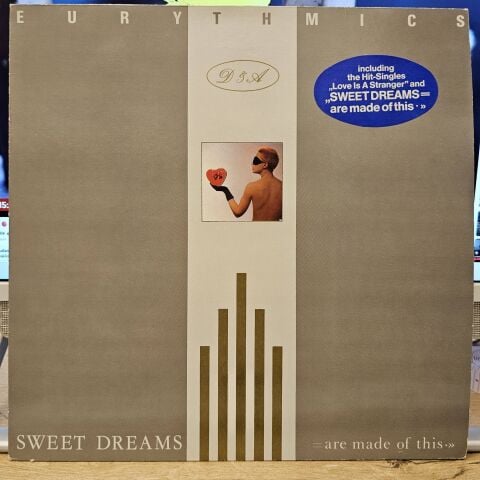 EURYTHMICS
D & A
including
the Hit-Singles
„Love Is A Stranger" and
„SWEET DREAMS=
are made of this·»
SWEET DREAMS =are made of this·»